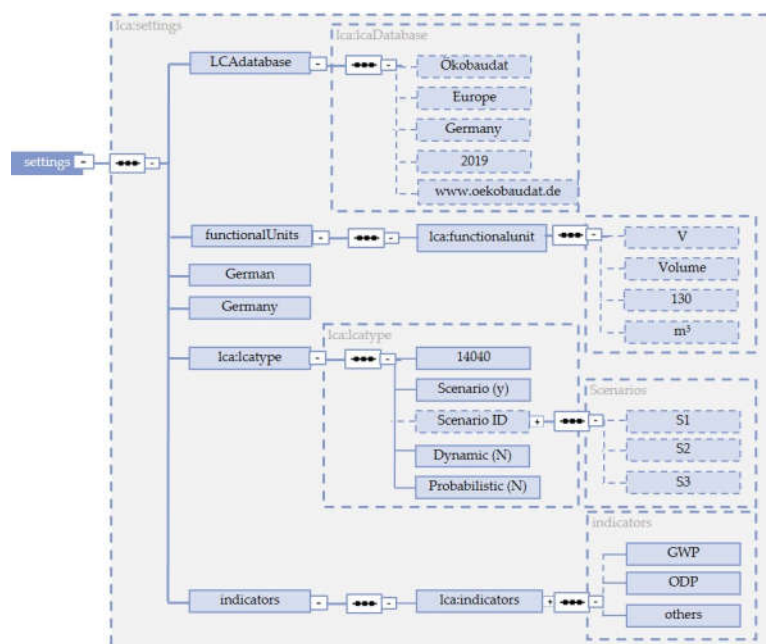 lca:settings
lca:lcaDatabase
LCAdatabase
Ökobaudat
Europe
Germany
2019
www.oekobaudat.de
settings
functionalUnits
lca:functionalunit
V
Volume
130
m³
German
Germany
lca:lcatype
lca:lcatype
14040
Scenario (y)
Scenario ID
Dynamic (N)
Probabilistic (N)
Scenarios
S1
S2
S3
indicators
indicators
lca:indicators
GWP
ODP
others